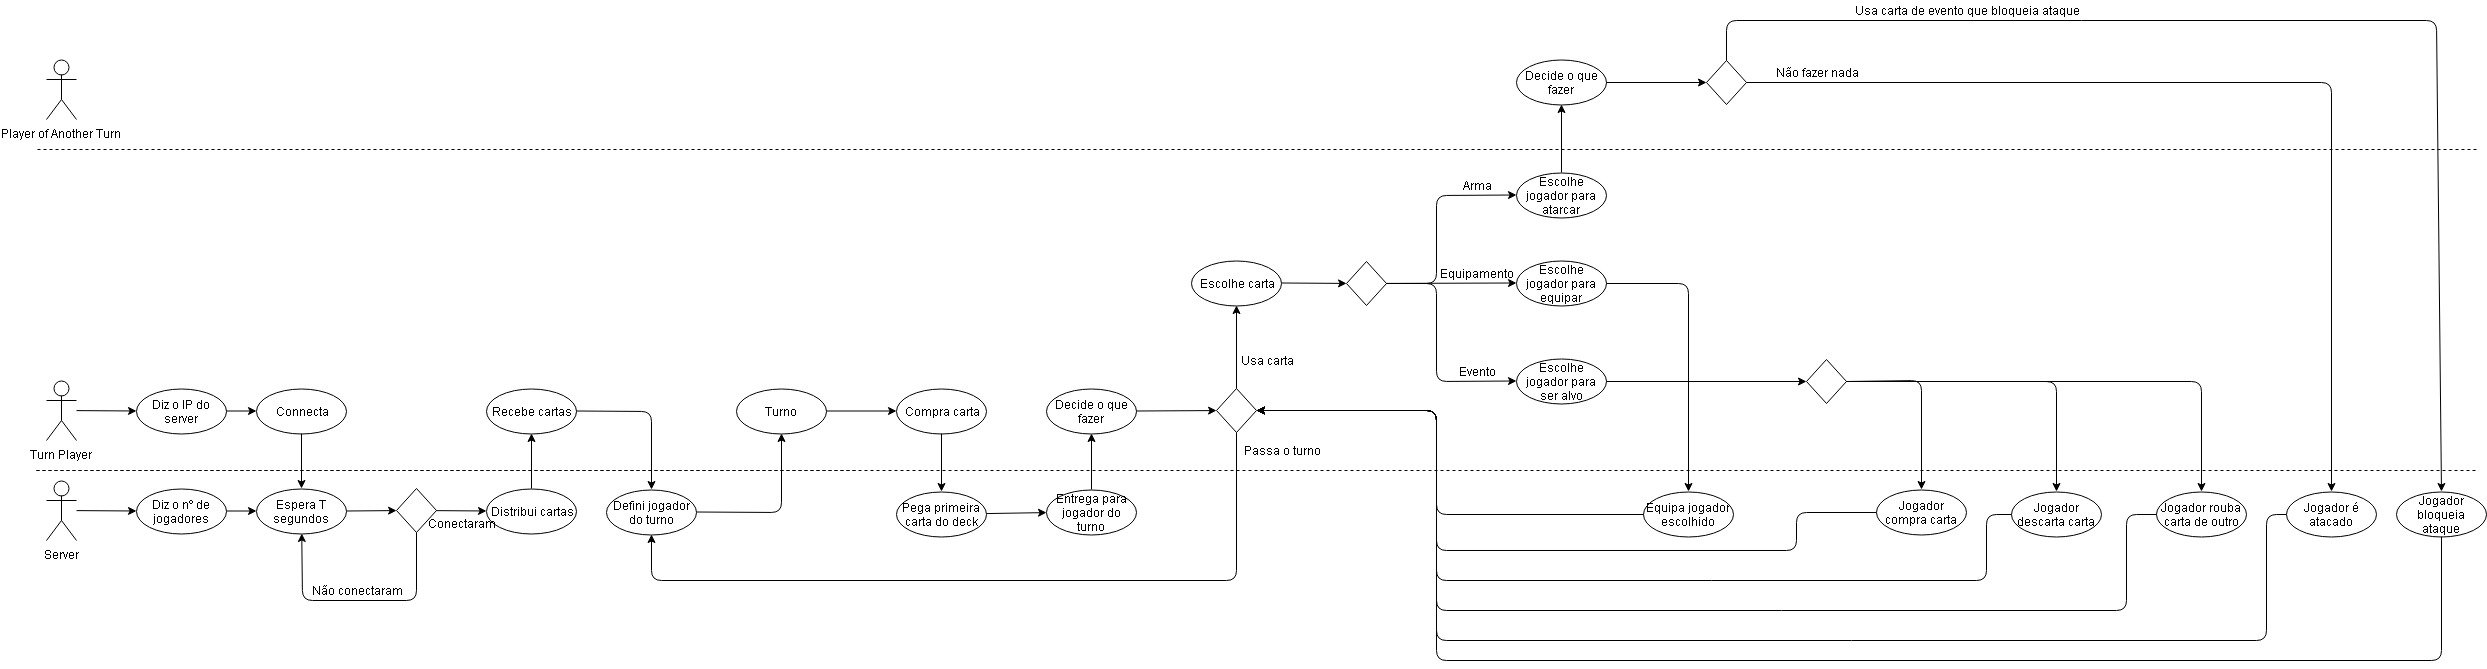 Usa carta de evento que bloqueia ataque
Decide o que
fazer
Não fazer nada
Player of Another Turn
Arma
Escolhe
jogador para
atarcar
Escolhe carta
Equipamento
Escolhe
jogador para
equipar
Usa carta
Evento
Escolhe
jogador para
ser alvo
Turn Player
Diz o IP do
server
Connecta
Recebe cartas
Turno
Compra carta
Decide o que
fazer
Passa o turno
Server
Diz o nº de
jogadores
Espera T
segundos
Conectaram
Não conectaram
Distribui cartas
Defini jogador
do turno
Pega primeira
carta do deck
Entrega para
jogador do
turno
Equipa jogador
escolhido
Jogador
compra carta
Jogador
descarta carta
Jogador rouba
carta de outro
Jogador é
atacado
Jogador
bloqueia
ataque